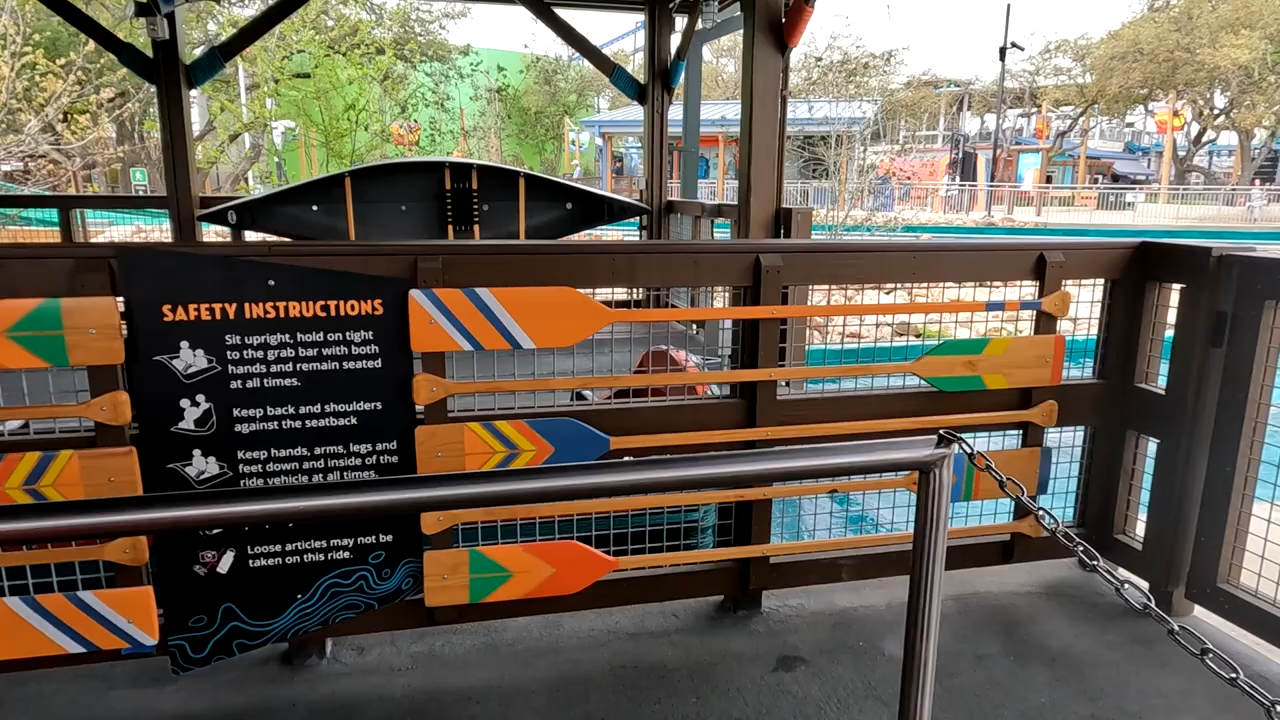 SAFETY INSTRUCTIONS
Sit upright, hold on tight
to the grab bar with both
hands and remain seated
at all times.
Keep back and shoulders
against the seatback
Keep hands, arms, legs and
feet down and inside of the
ride vehicle at all times.
Loose articles may not be
taken on this ride.